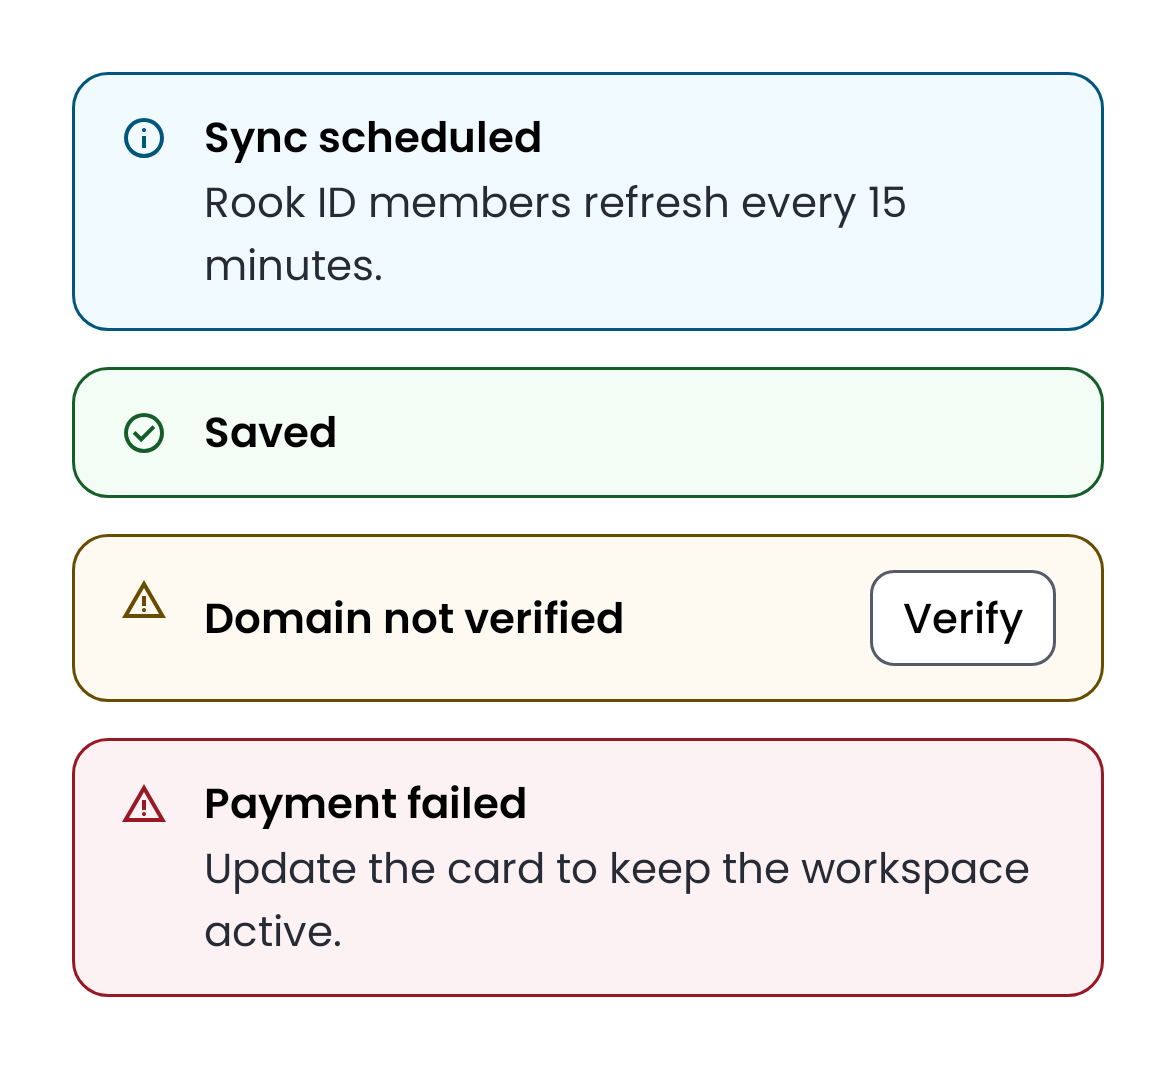 Sync scheduled
Rook ID members refresh every 15
minutes.
Saved
Domain not verified
Verify
Payment failed
Update the card to keep the workspace
active.